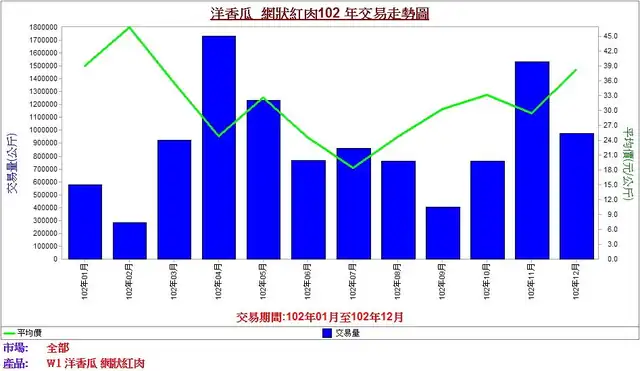 洋香瓜 網狀紅肉102 年交易走勢圖
交易量(公斤)
1800000
1700000
1600000
1500000
1400000
1300000
1200000
1100000
1000000
900000
800000
700000
600000
500000
400000
300000
200000
100000
0
45.0
42.0
39.0
36.0
33.0
30.0
27.0
24.0
21.0
18.0
15.0
12.0
9.0
6.0
3.0
0.0
平均價(元/公斤)
102年01月
102年02月
102年03月
102年04月
102年05月
102年06月
102年07月
102年08月
102年09月
102年10月
102年11月
102年12月
交易期間:102年01月至102年12月
平均價 交易量
市場: 全部
產品: W1 洋香瓜 網狀紅肉